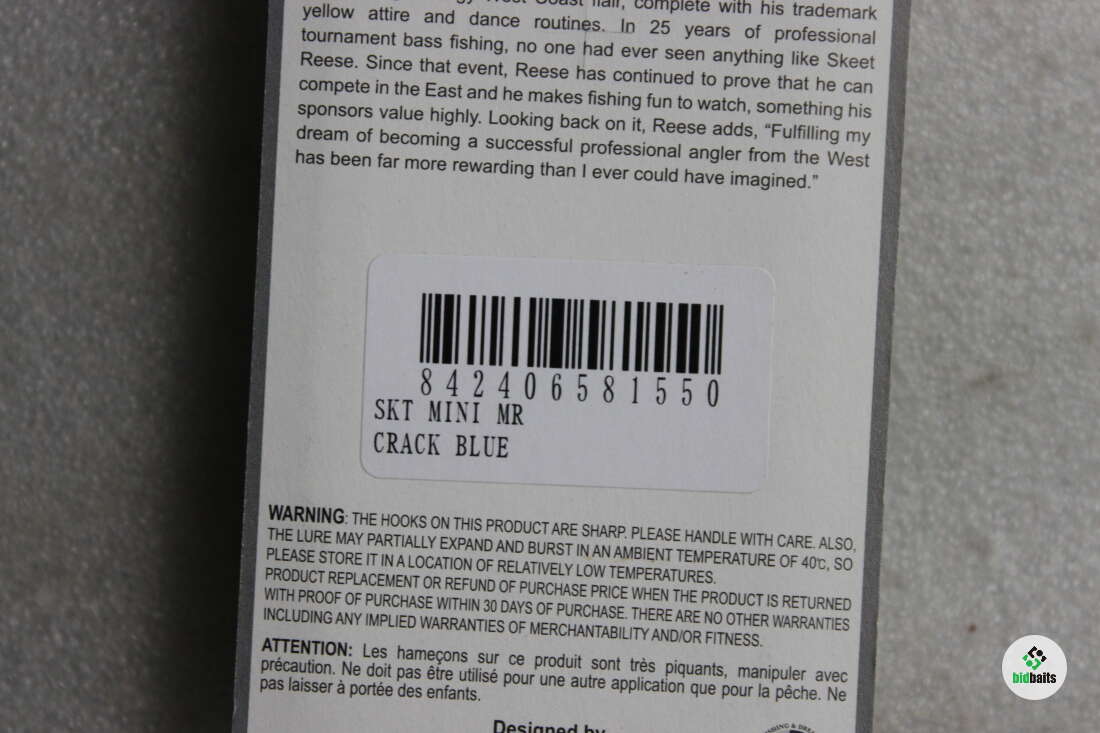 West Coast flair, complete with his trademark
yellow attire and dance routines. In 25 years of professional
tournament bass fishing, no one had ever seen anything like Skeet
Reese. Since that event, Reese has continued to prove that he can
compete in the East and he makes fishing fun to watch, something his
sponsors value highly. Looking back on it, Reese adds, “Fulfilling my
dream of becoming a successful professional angler from the West
has been far more rewarding than I ever could have imagined.”
842406581550
SKT MINI MR
CRACK BLUE
WARNING: THE HOOKS ON THIS PRODUCT ARE SHARP. PLEASE HANDLE WITH CARE. ALSO,
THE LURE MAY PARTIALLY EXPAND AND BURST IN AN AMBIENT TEMPERATURE OF 40℃, SO
PLEASE STORE IT IN A LOCATION OF RELATIVELY LOW TEMPERATURES.
PRODUCT REPLACEMENT OR REFUND OF PURCHASE PRICE WHEN THE PRODUCT IS RETURNED
WITH PROOF OF PURCHASE WITHIN 30 DAYS OF PURCHASE. THERE ARE NO OTHER WARRANTIES
INCLUDING ANY IMPLIED WARRANTIES OF MERCHANTABILITY AND/OR FITNESS.
ATTENTION: Les hameçons sur ce produit sont très piquants, manipuler avec
précaution. Ne doit pas être utilisé pour une autre application que pour la pêche. Ne
pas laisser à portée des enfants.
Designed by
bidbaits